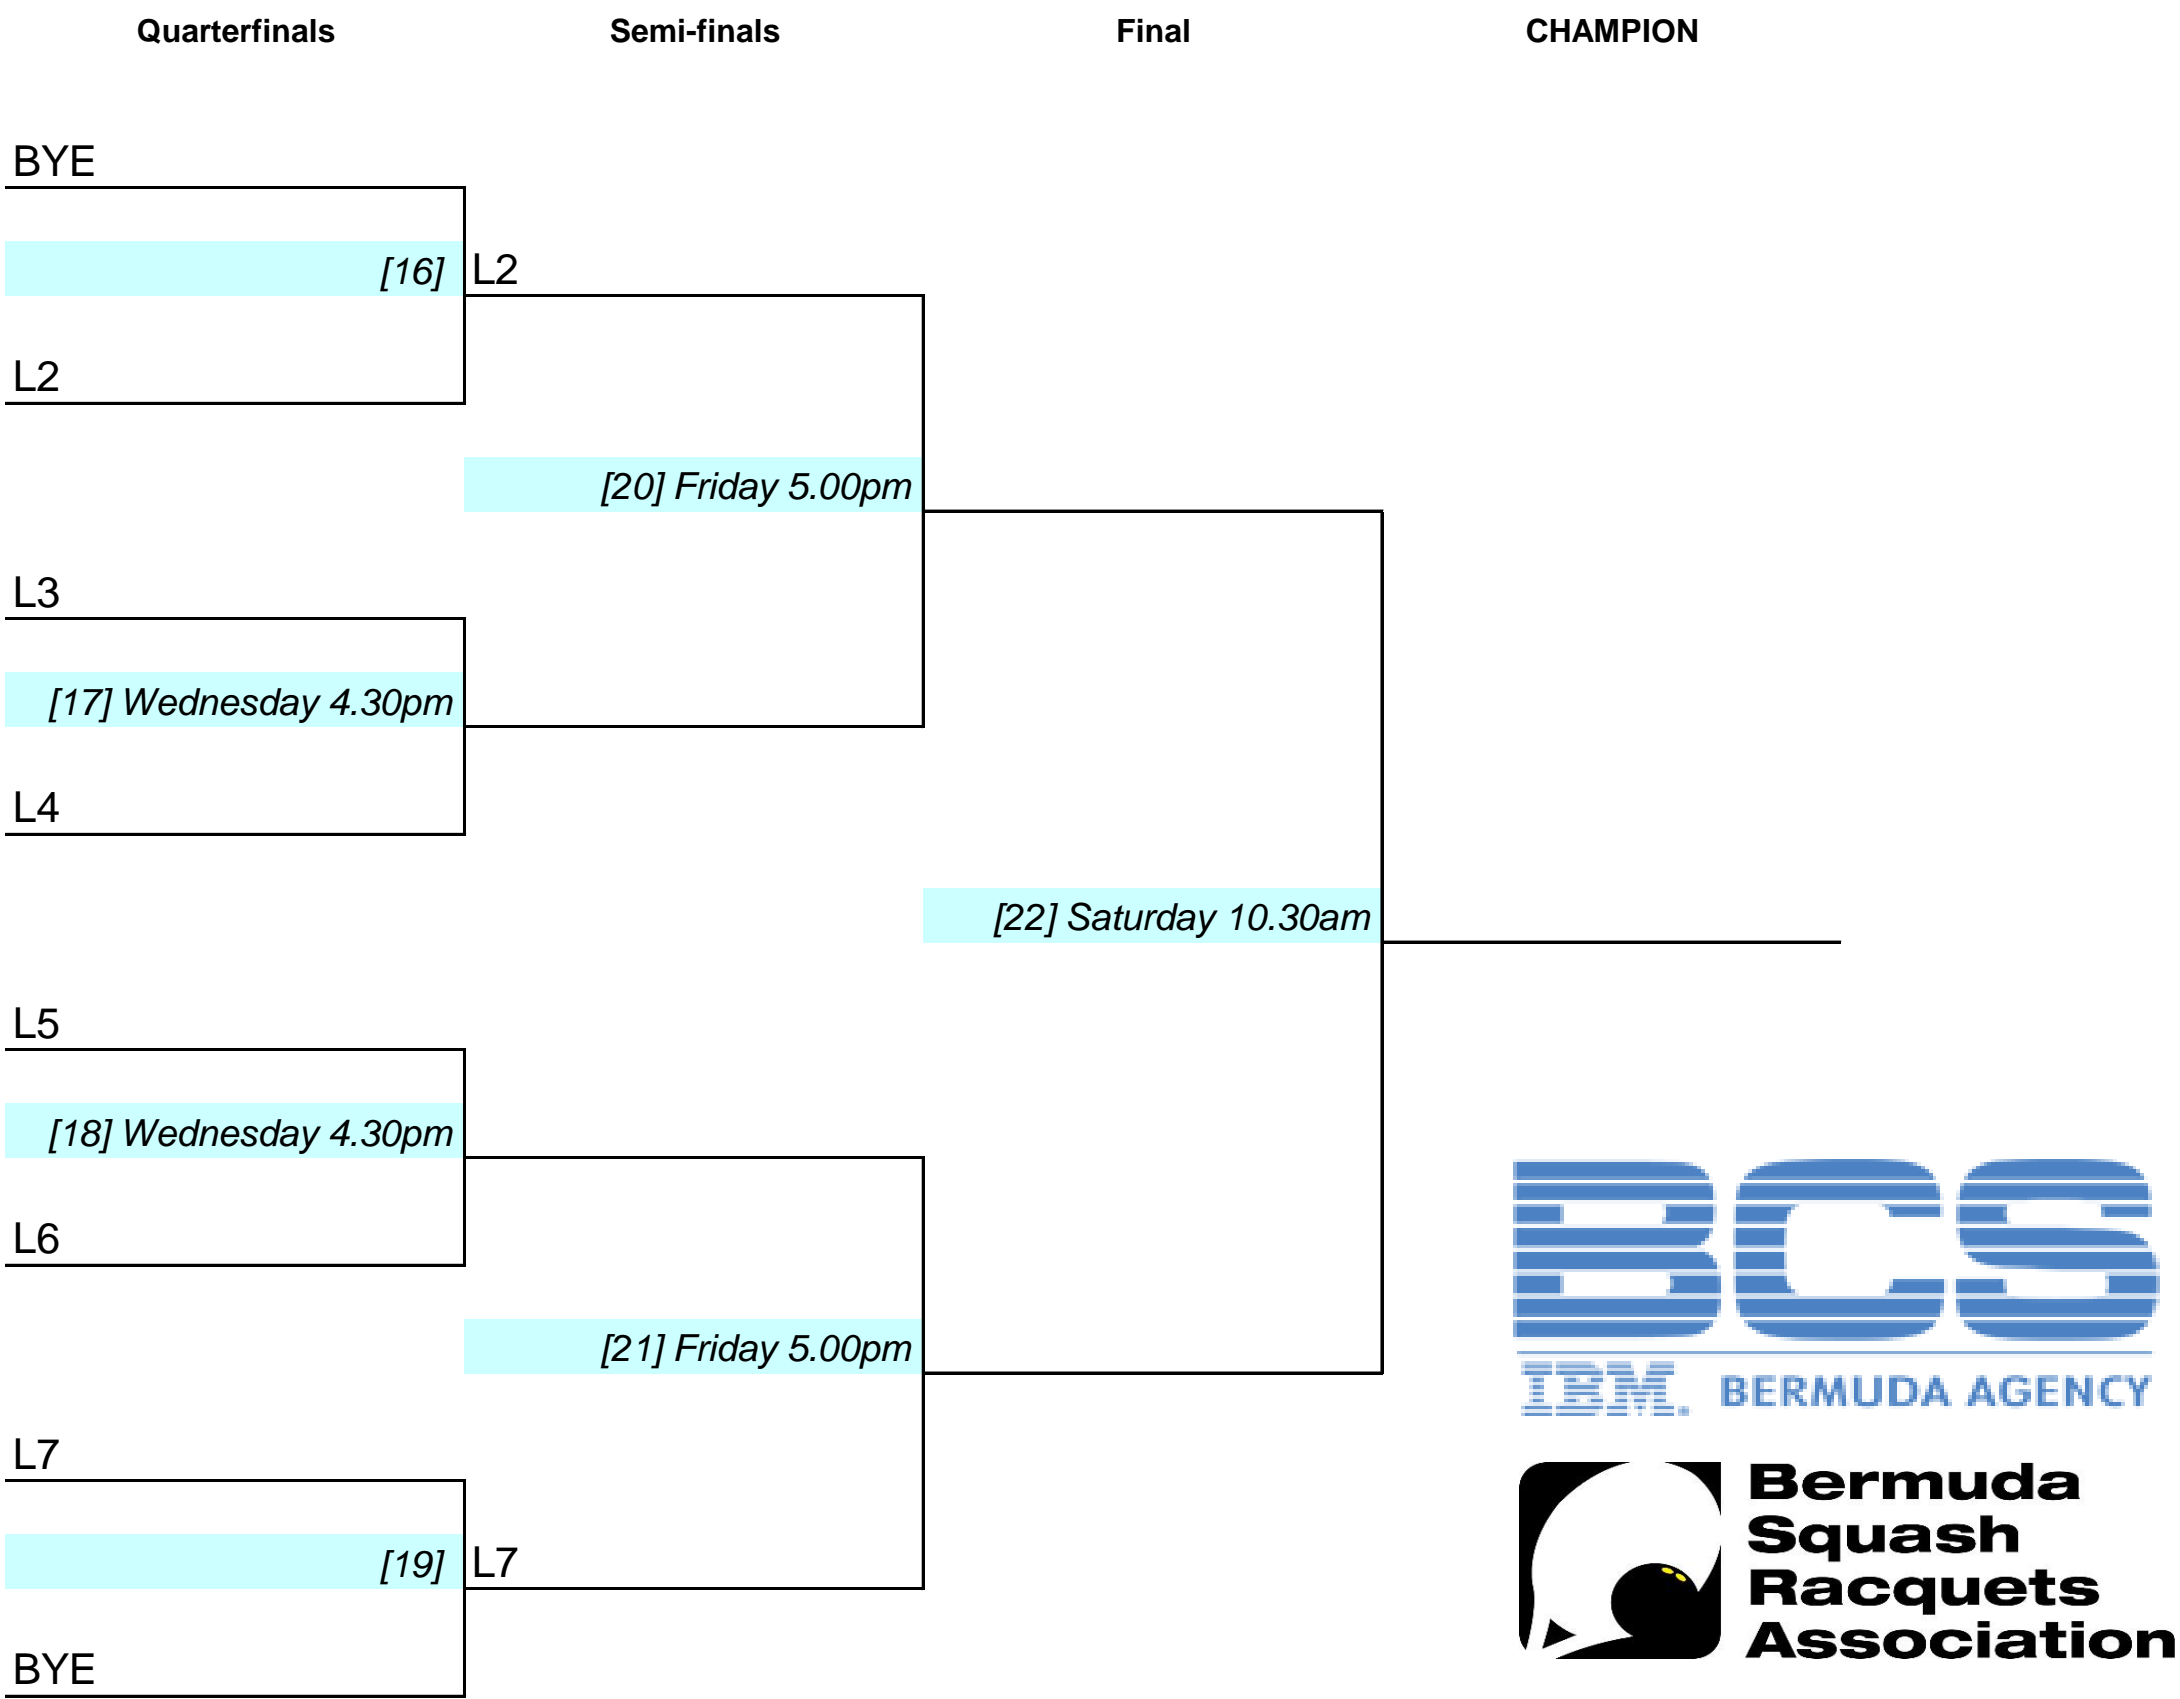 Quarterfinals Semi-finals Final CHAMPION
BYE
[16] L2
L2
[20] Friday 5.00pm
L3
[17] Wednesday 4.30pm
L4
[22] Saturday 10.30am
L5
[18] Wednesday 4.30pm
L6
[21] Friday 5.00pm
L7
[19] L7
BYE
BCS
IBM. BERMUDA AGENCY
Bermuda
Squash
Racquets
Association